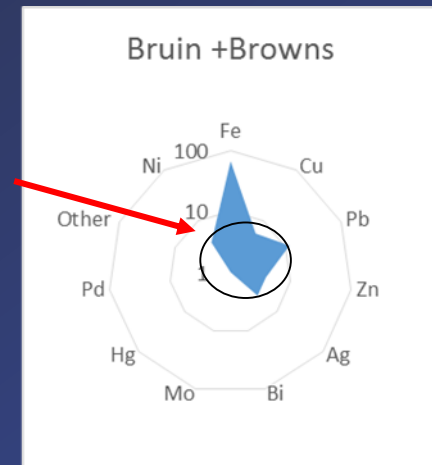 Bruin +Browns
Fe
100
Ni
Cu
10
Other
Pb
1
Pd
Zn
Hg
Ag
Mo
Bi